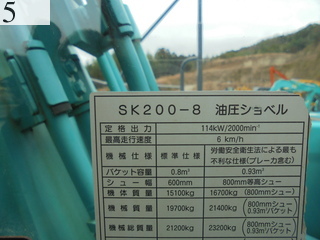 5
SK200-8 油圧ショベル
定格出力 114kW/2000min⁻¹
最高走行速度 6 km/h
機械仕様 標準仕様 労働安全衛生法による最も不利な仕様(ブレーカ含む)
バケット容量 0.8m³ 0.93m³
シュー幅 600mm 800mm等高シュー
機体質量 15100kg 16700kg (800mmシュー)
機械質量 19700kg 21400kg (800mmシュー 0.93m³バケット)
機械総質量 21200kg 23200kg (800mmシュー 0.93m³バケット)